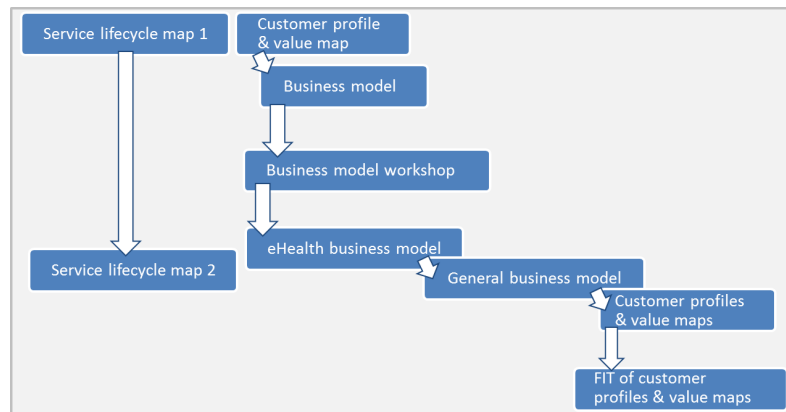 Service lifecycle map 1
Customer profile
& value map
Business model
Business model workshop
eHealth business model
Service lifecycle map 2
General business model
Customer profiles
& value maps
FIT of customer
profiles & value maps